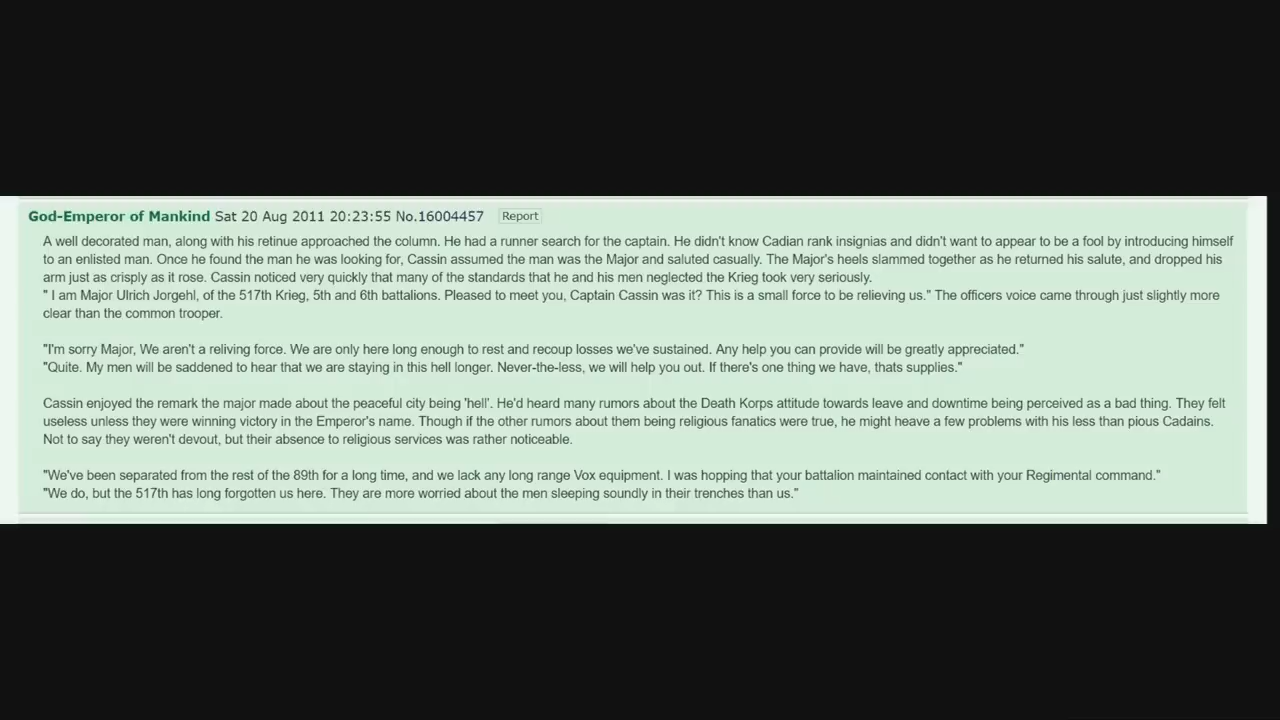 God-Emperor of Mankind Sat 20 Aug 2011 20:23:55 No.16004457 Report
A well decorated man, along with his retinue approached the column. He had a runner search for the captain. He didn't know Cadian rank insignias and didn't want to appear to be a fool by introducing himself
to an enlisted man. Once he found the man he was looking for, Cassin assumed the man was the Major and saluted casually. The Major's heels slammed together as he returned his salute, and dropped his
arm just as crisply as it rose. Cassin noticed very quickly that many of the standards that he and his men neglected the Krieg took very seriously.
" I am Major Ulrich Jorgehl, of the 517th Krieg, 5th and 6th battalions. Pleased to meet you, Captain Cassin was it? This is a small force to be relieving us." The officers voice came through just slightly more
clear than the common trooper.
"I'm sorry Major, We aren't a reliving force. We are only here long enough to rest and recoup losses we've sustained. Any help you can provide will be greatly appreciated."
"Quite. My men will be saddened to hear that we are staying in this hell longer. Never-the-less, we will help you out. If there's one thing we have, thats supplies."
Cassin enjoyed the remark the major made about the peaceful city being 'hell'. He'd heard many rumors about the Death Korps attitude towards leave and downtime being perceived as a bad thing. They felt
useless unless they were winning victory in the Emperor's name. Though if the other rumors about them being religious fanatics were true, he might heave a few problems with his less than pious Cadains.
Not to say they weren't devout, but their absence to religious services was rather noticeable.
"We've been separated from the rest of the 89th for a long time, and we lack any long range Vox equipment. I was hopping that your battalion maintained contact with your Regimental command."
"We do, but the 517th has long forgotten us here. They are more worried about the men sleeping soundly in their trenches than us."